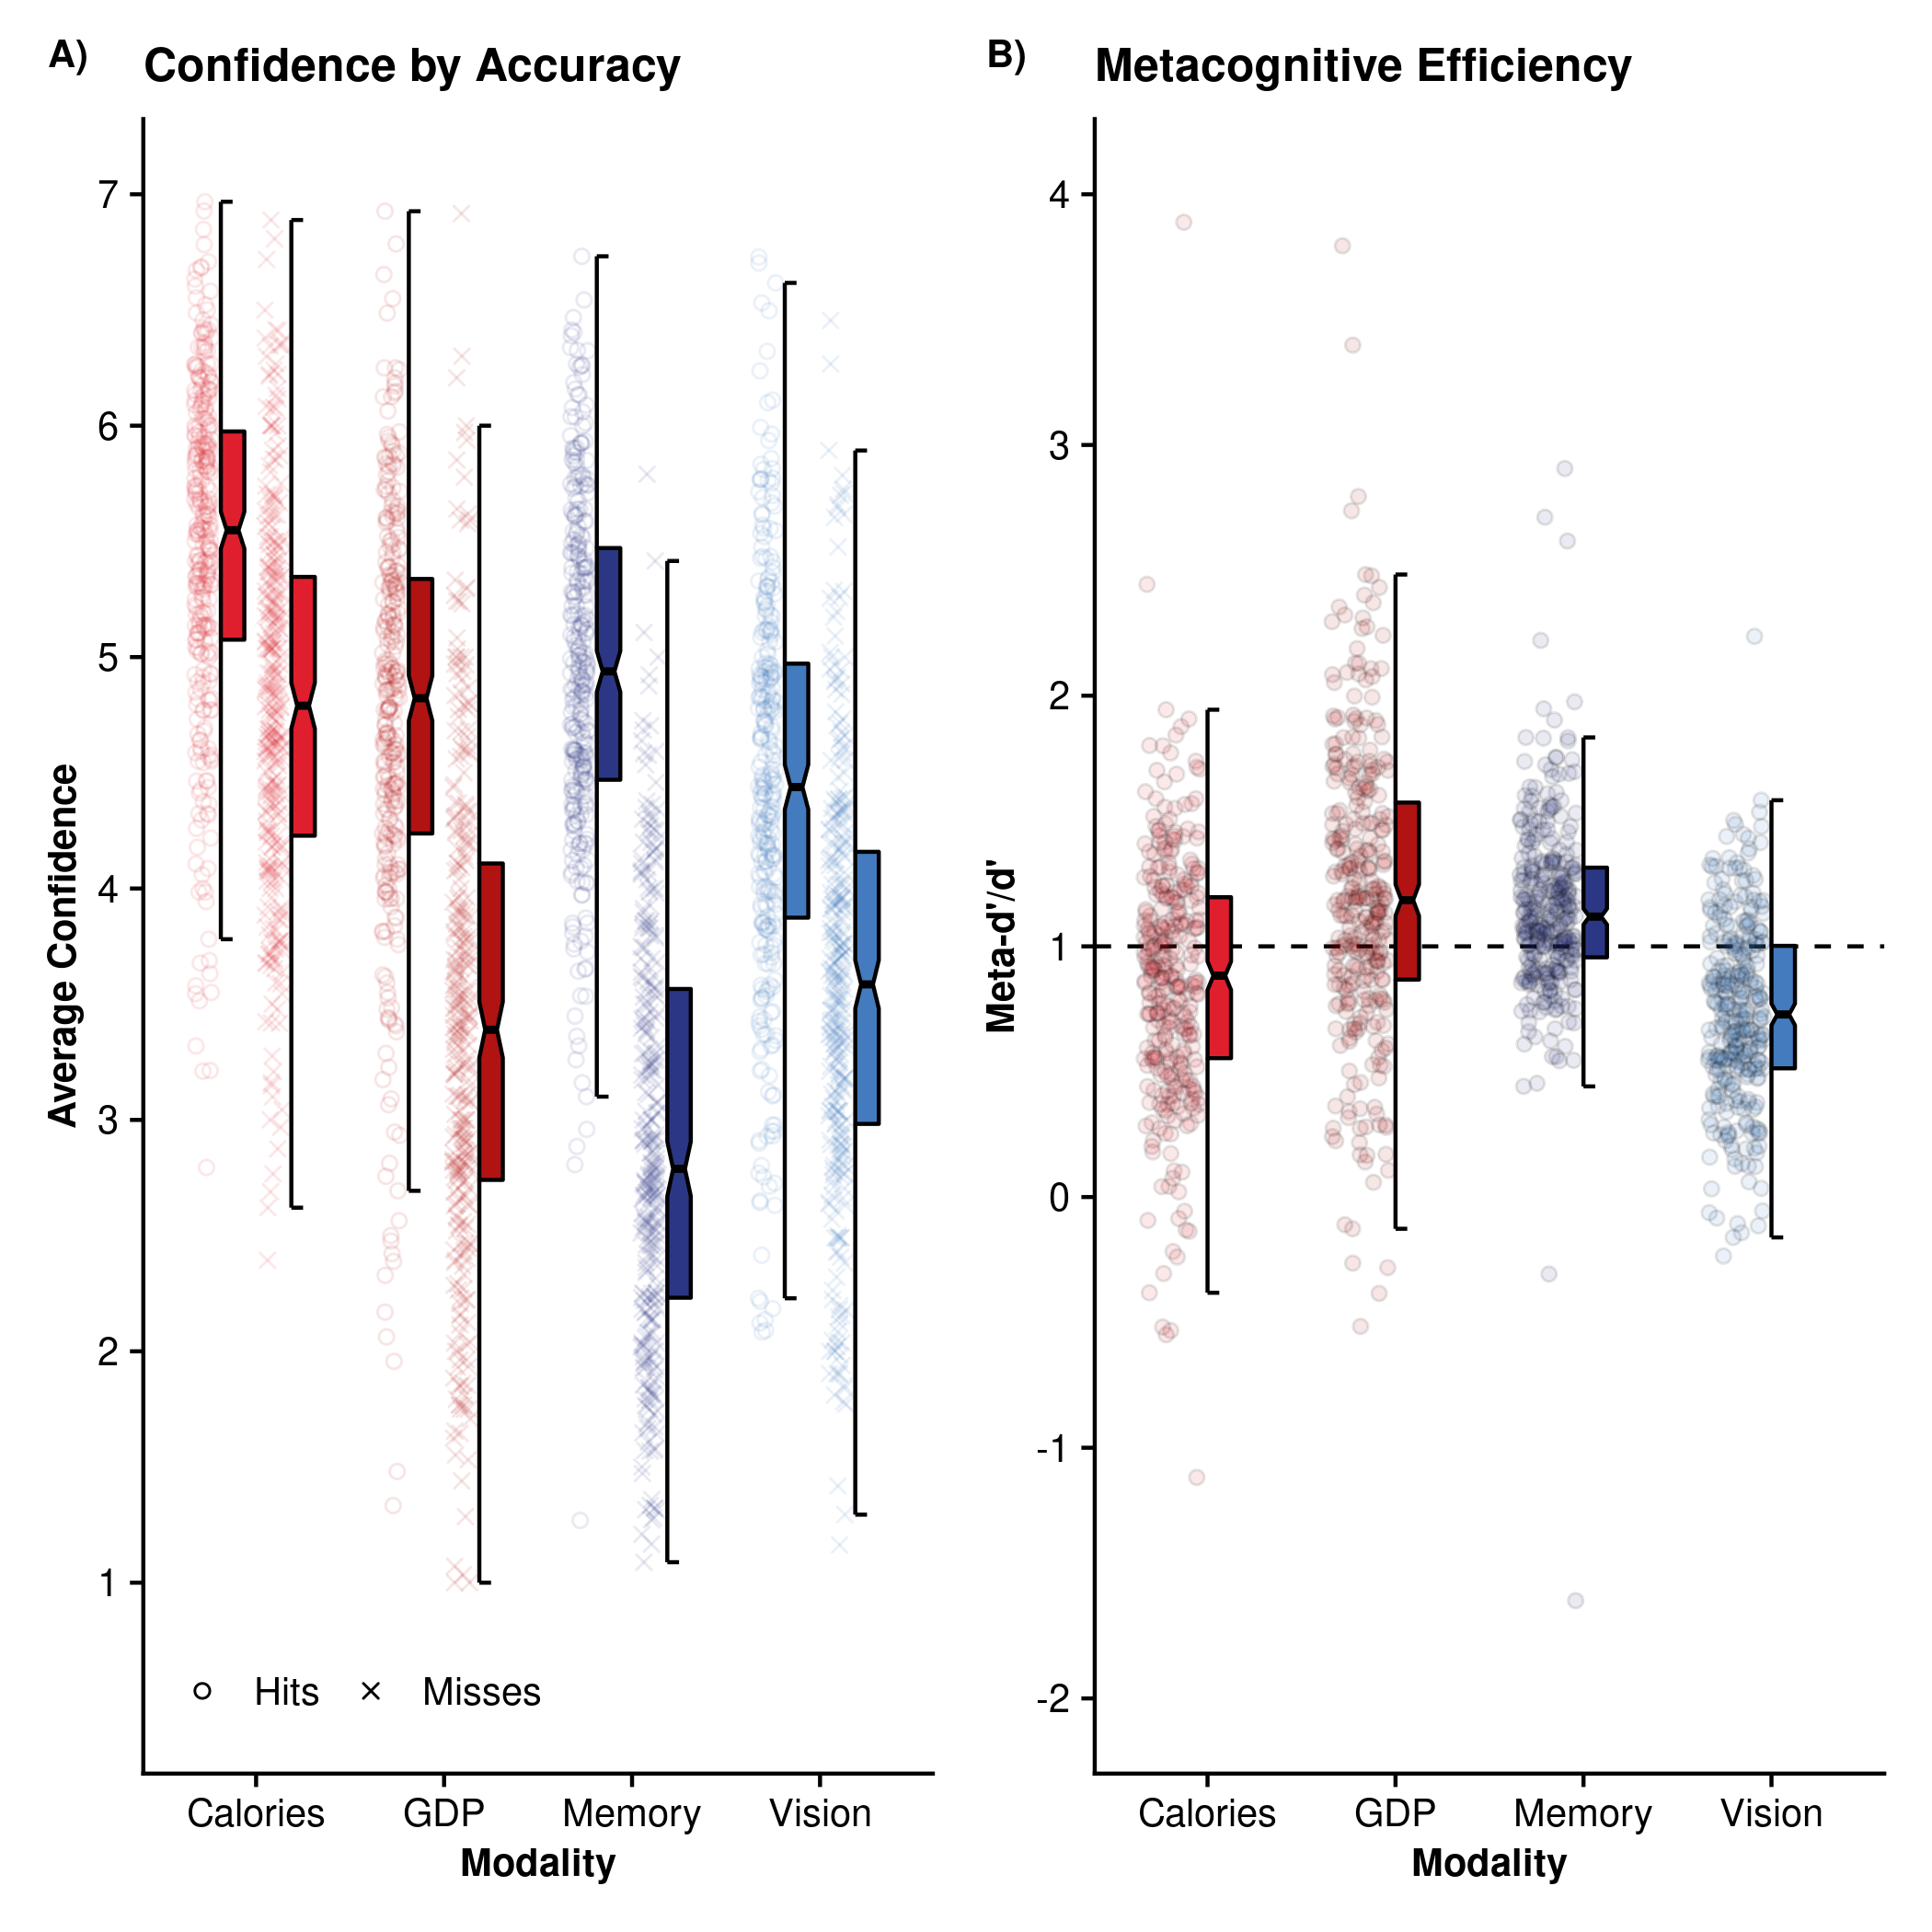 A)
Confidence by Accuracy
7
6
5
4
3
2
1
Average Confidence
Hits
Misses
Calories
GDP
Memory
Vision
Modality
B)
Metacognitive Efficiency
4
3
2
1
0
-1
-2
Meta-d'/d'
Calories
GDP
Memory
Vision
Modality